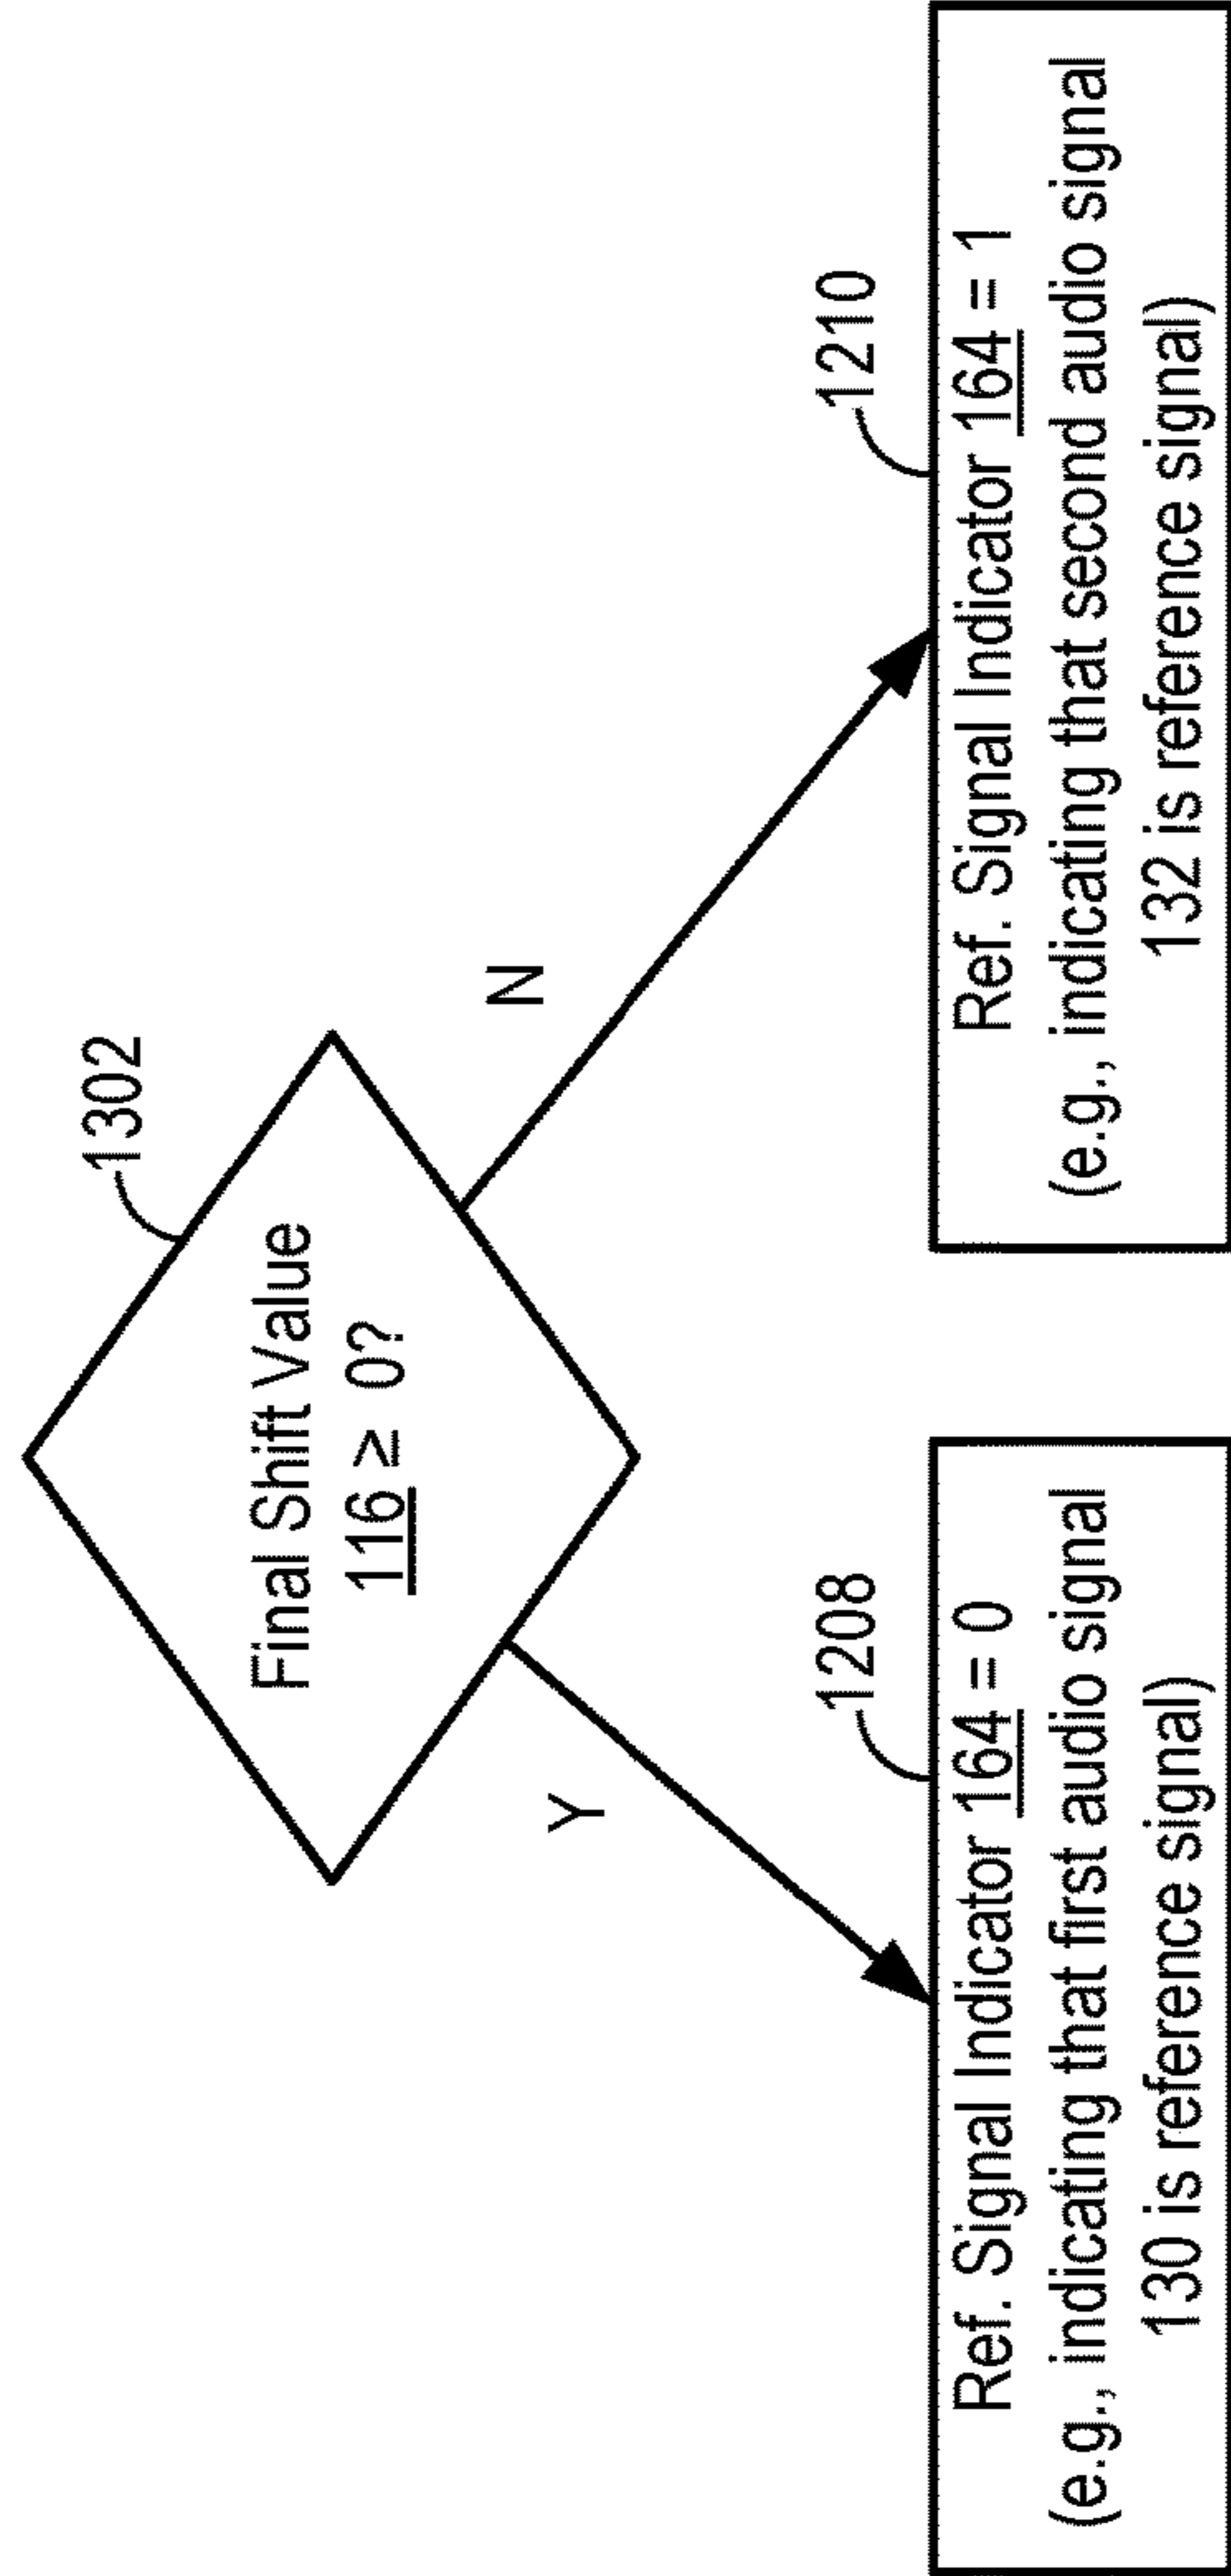 1302
Final Shift Value
116 ≥ 0?
Y
N
1208
Ref. Signal Indicator 164 = 0
(e.g., indicating that first audio signal
130 is reference signal)
1210
Ref. Signal Indicator 164 = 1
(e.g., indicating that second audio signal
132 is reference signal)